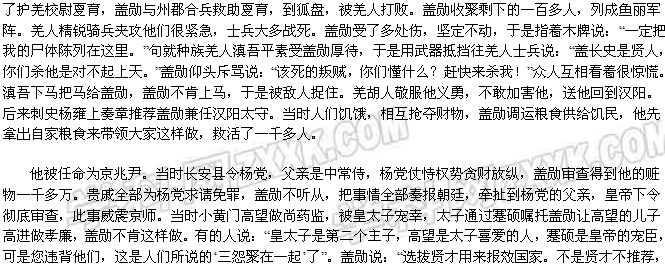 了护羌校尉夏育，盖勋与州郡合兵救助夏育，到狐盘，被羌人打败。盖勋收聚剩下的一百多人，列成鱼丽军
阵。羌人精锐骑兵夹攻他们很紧急，士兵大多战死。盖勋受了多处伤，坚定不动，于是指着木牌说：“一定把
我的尸体陈列在这里。”句就种族羌人滇吾平素受盖勋厚待，于是用武器抵挡住羌人士兵说：“盖长史是贤人，
你们杀他是对不起上天。”盖勋仰头斥骂说：“该死的叛贼，你们懂什么？赶快来杀我！”众人互相看着很惊慌。
滇吾下马把马给盖勋，盖勋不肯上马，于是被敌人捉住。羌胡人敬服他义勇，不敢加害他，送他回到汉阳。
后来刺史杨雍上奏章推荐盖勋兼任汉阳太守。当时人们饥饿，相互抢夺财物，盖勋调运粮食供给饥民，他先
拿出自家粮食来带领大家这样做，救活了一千多人。
他被任命为京兆尹。当时长安县令杨党，父亲是中常侍，杨党仗恃权势贪财放纵，盖勋审查得到他的赃
物一千多万。贵戚全部为杨党求请免罪，盖勋不听从，把事情全部奏报朝廷，牵扯到杨党的父亲，皇帝下令
彻底审查，此事威震京师。当时小黄门高望做尚药监，被皇太子宠幸，太子通过蹇硕嘱托盖勋让高望的儿子
高进做孝廉，盖勋不肯这样做。有的人说：“皇太子是第二个主子，高望是太子喜爱的人，蹇硕是皇帝的宠臣，
可是您违背他们，这是人们所说的‘三怨聚在一起’了”。盖勋说：“选拔贤才用来报效国家。不是贤才不推荐，